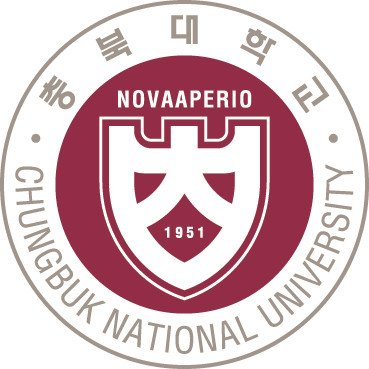 충북대학교
NOVAAPERIO
1951
CHUNGBUK NATIONAL UNIVERSITY